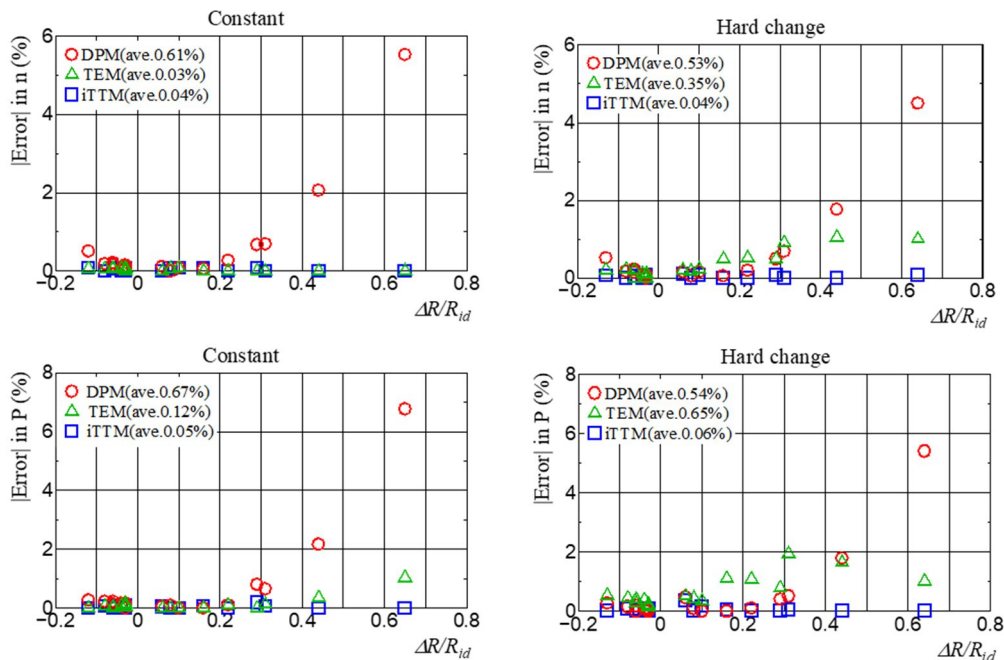 Constant
|Error| in n (%)
6
4
2
0
DPM(ave.0.61%)
TEM(ave.0.03%)
iTTM(ave.0.04%)
−0.2 0 0.2 0.4 0.6 0.8
ΔR/R_id
Hard change
|Error| in n (%)
6
4
2
0
DPM(ave.0.53%)
TEM(ave.0.35%)
iTTM(ave.0.04%)
−0.2 0 0.2 0.4 0.6 0.8
ΔR/R_id
Constant
|Error| in P (%)
8
6
4
2
0
DPM(ave.0.67%)
TEM(ave.0.12%)
iTTM(ave.0.05%)
−0.2 0 0.2 0.4 0.6 0.8
ΔR/R_id
Hard change
|Error| in P (%)
8
6
4
2
0
DPM(ave.0.54%)
TEM(ave.0.65%)
iTTM(ave.0.06%)
−0.2 0 0.2 0.4 0.6 0.8
ΔR/R_id